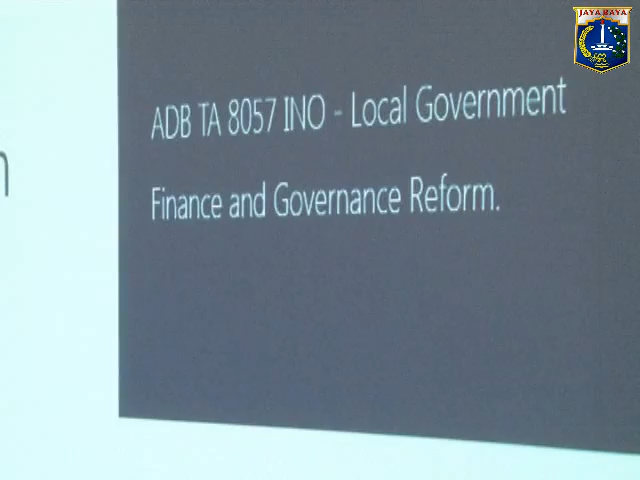 JAYA RAYA
ADB TA 8057 INO - Local Government
Finance and Governance Reform.